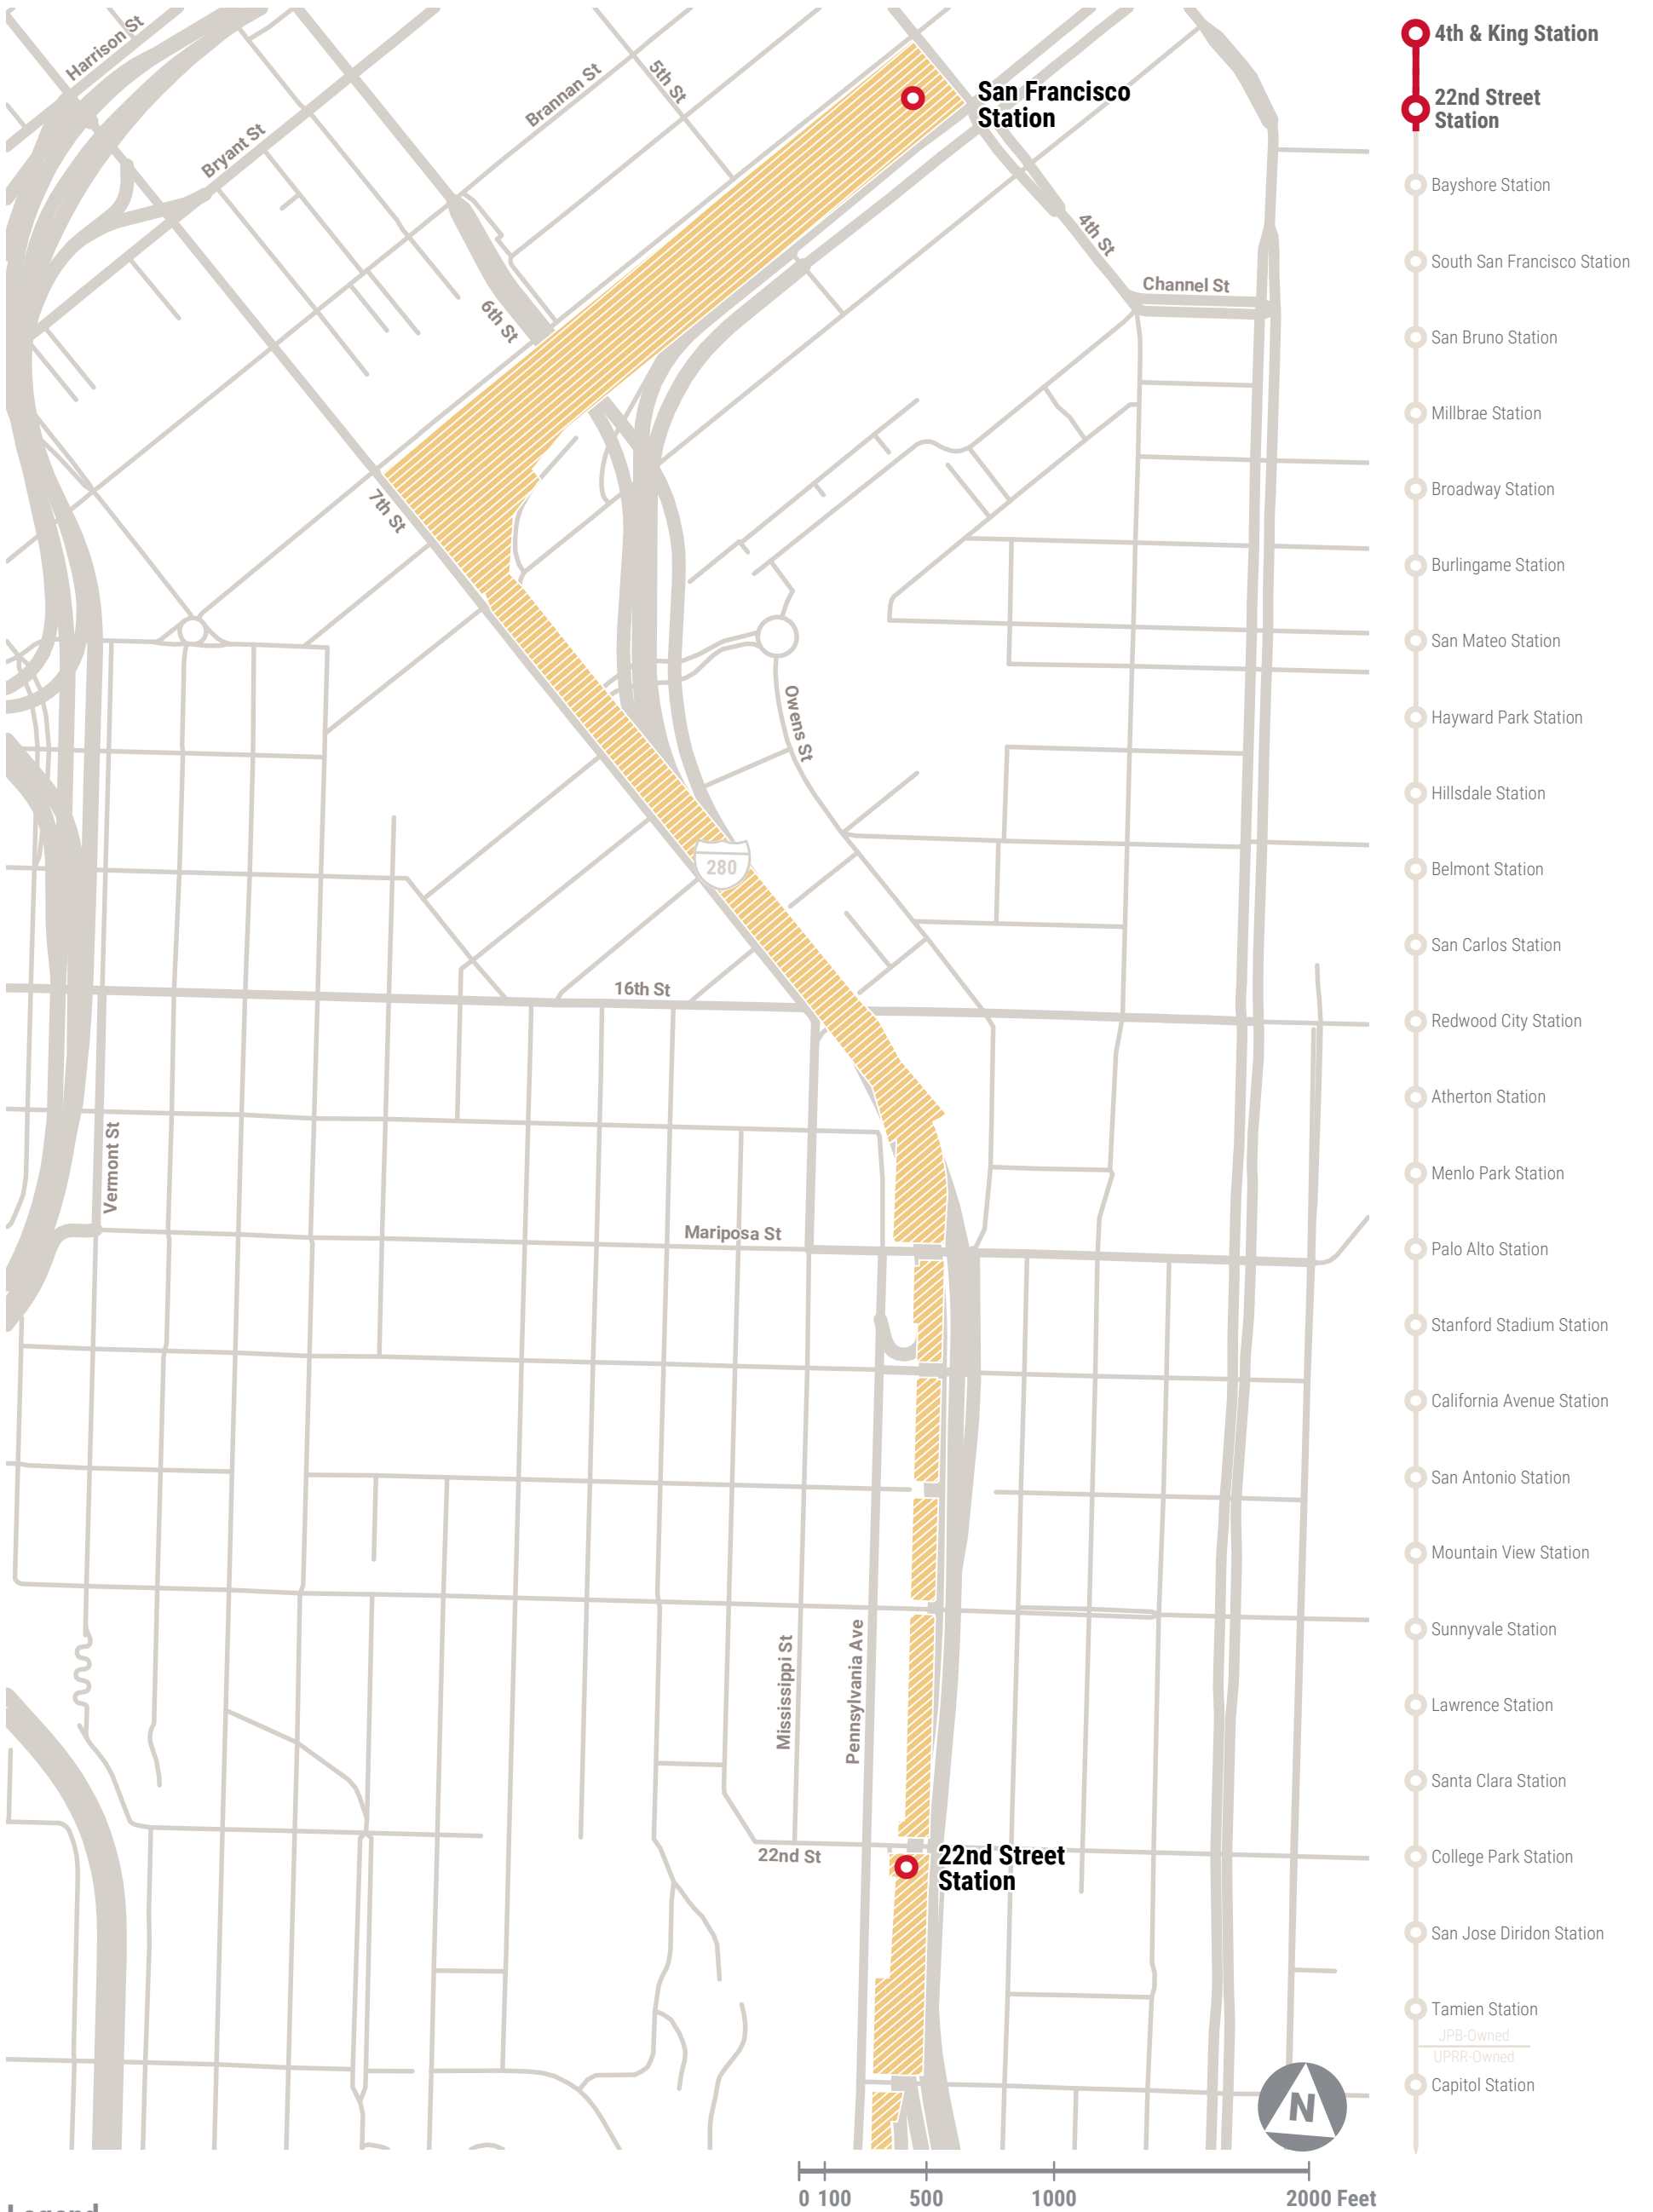 Harrison St
Bryant St
Brannan St
5th St
San Francisco
Station
4th St
Channel St
6th St
7th St
Owens St
280
16th St
Vermont St
Mariposa St
Mississippi St
Pennsylvania Ave
22nd St
22nd Street
Station
4th & King Station
22nd Street
Station
Bayshore Station
South San Francisco Station
San Bruno Station
Millbrae Station
Broadway Station
Burlingame Station
San Mateo Station
Hayward Park Station
Hillsdale Station
Belmont Station
San Carlos Station
Redwood City Station
Atherton Station
Menlo Park Station
Palo Alto Station
Stanford Stadium Station
California Avenue Station
San Antonio Station
Mountain View Station
Sunnyvale Station
Lawrence Station
Santa Clara Station
College Park Station
San Jose Diridon Station
Tamien Station
JPB-Owned
UPRR-Owned
Capitol Station
N
0 100 500 1000 2000 Feet
Legend